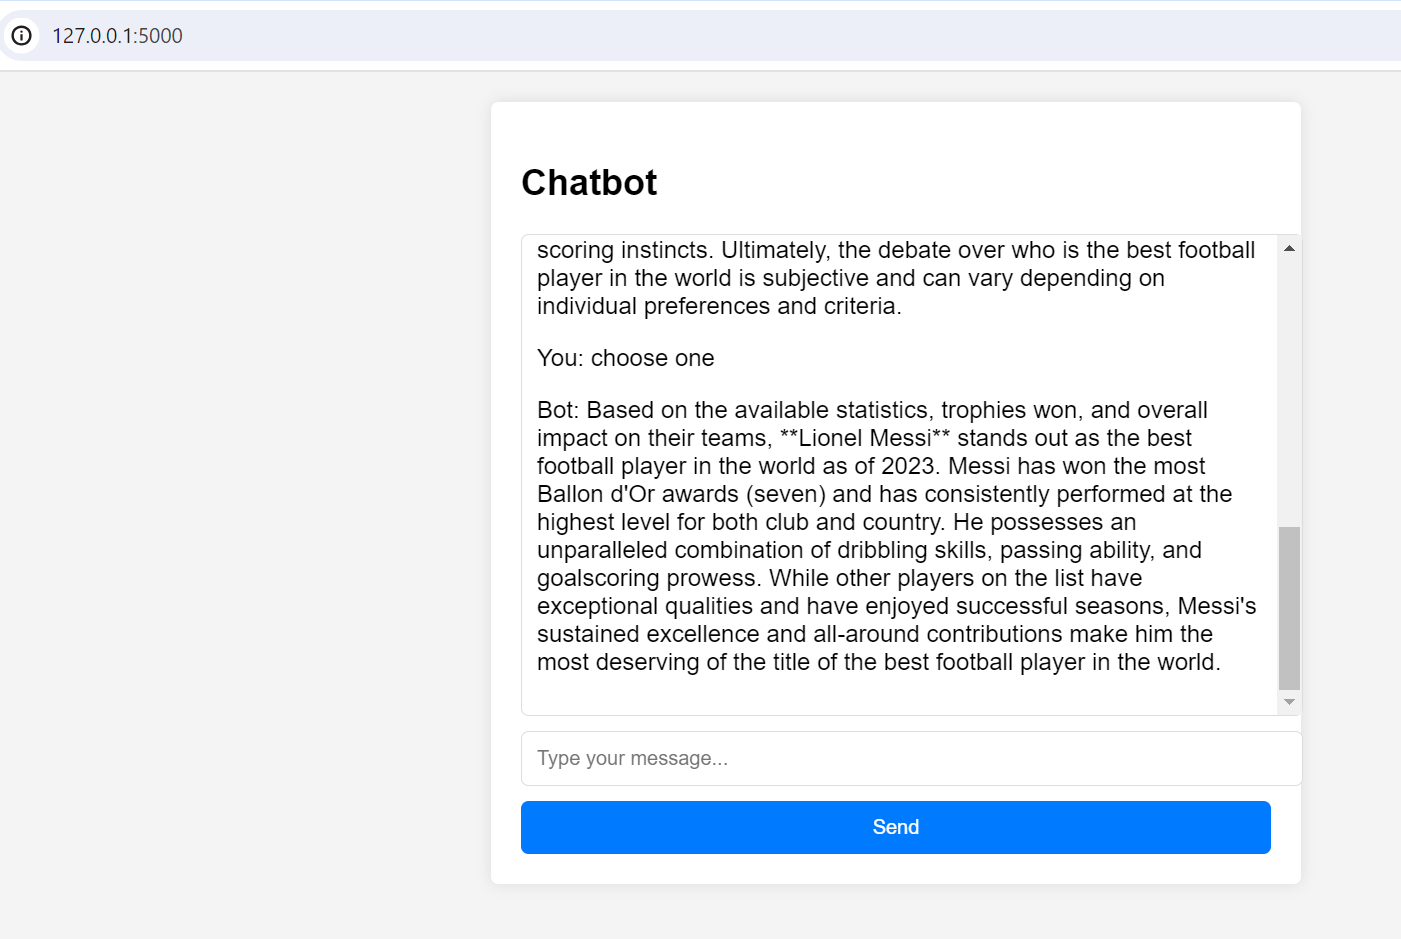 127.0.0.1:5000
Chatbot
scoring instincts. Ultimately, the debate over who is the best football
player in the world is subjective and can vary depending on
individual preferences and criteria.
You: choose one
Bot: Based on the available statistics, trophies won, and overall
impact on their teams, **Lionel Messi** stands out as the best
football player in the world as of 2023. Messi has won the most
Ballon d'Or awards (seven) and has consistently performed at the
highest level for both club and country. He possesses an
unparalleled combination of dribbling skills, passing ability, and
goalscoring prowess. While other players on the list have
exceptional qualities and have enjoyed successful seasons, Messi's
sustained excellence and all-around contributions make him the
most deserving of the title of the best football player in the world.
Type your message...
Send